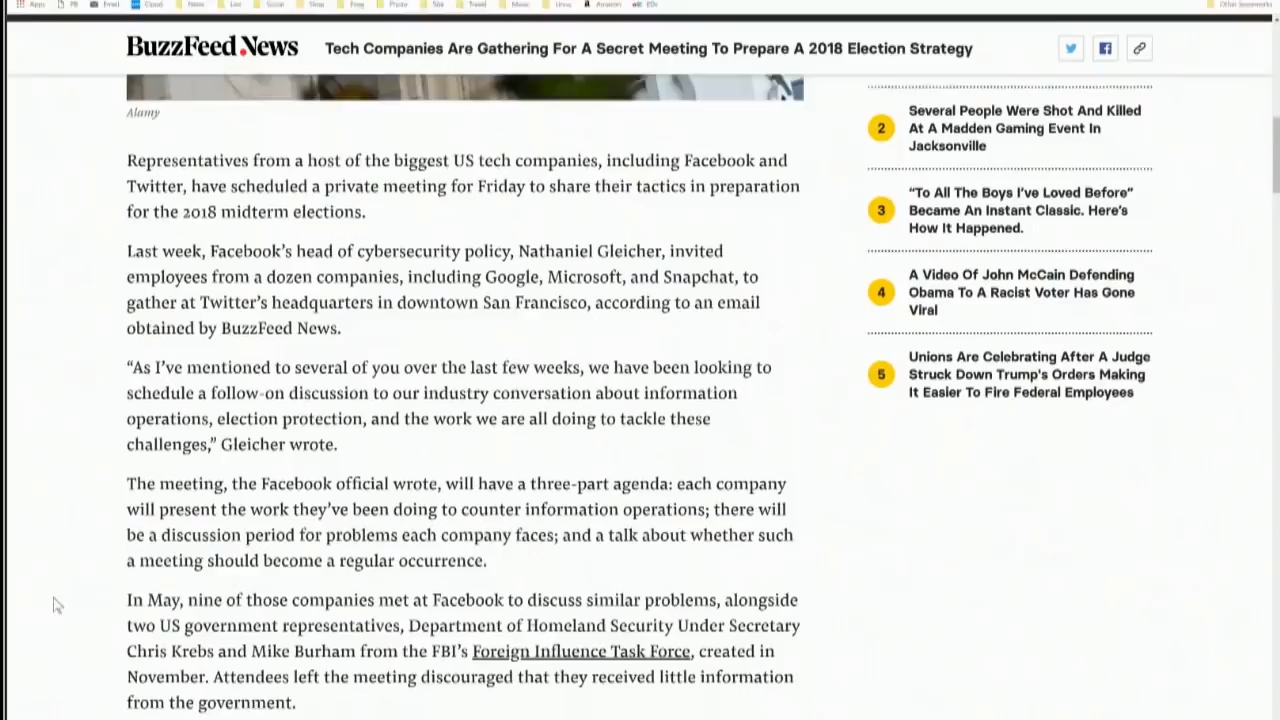 Apps
Email
Cloud
News
Social
Shop
Travel
Music
Amazon
Other bookmarks
BuzzFeed News
Tech Companies Are Gathering For A Secret Meeting To Prepare A 2018 Election Strategy
Alamy
Representatives from a host of the biggest US tech companies, including Facebook and
Twitter, have scheduled a private meeting for Friday to share their tactics in preparation
for the 2018 midterm elections.
Last week, Facebook’s head of cybersecurity policy, Nathaniel Gleicher, invited
employees from a dozen companies, including Google, Microsoft, and Snapchat, to
gather at Twitter’s headquarters in downtown San Francisco, according to an email
obtained by BuzzFeed News.
“As I’ve mentioned to several of you over the last few weeks, we have been looking to
schedule a follow-on discussion to our industry conversation about information
operations, election protection, and the work we are all doing to tackle these
challenges,” Gleicher wrote.
The meeting, the Facebook official wrote, will have a three-part agenda: each company
will present the work they’ve been doing to counter information operations; there will
be a discussion period for problems each company faces; and a talk about whether such
a meeting should become a regular occurrence.
In May, nine of those companies met at Facebook to discuss similar problems, alongside
two US government representatives, Department of Homeland Security Under Secretary
Chris Krebs and Mike Burham from the FBI’s Foreign Influence Task Force, created in
November. Attendees left the meeting discouraged that they received little information
from the government.
2
Several People Were Shot And Killed
At A Madden Gaming Event In
Jacksonville
3
“To All The Boys I’ve Loved Before”
Became An Instant Classic. Here’s
How It Happened.
4
A Video Of John McCain Defending
Obama To A Racist Voter Has Gone
Viral
5
Unions Are Celebrating After A Judge
Struck Down Trump's Orders Making
It Easier To Fire Federal Employees